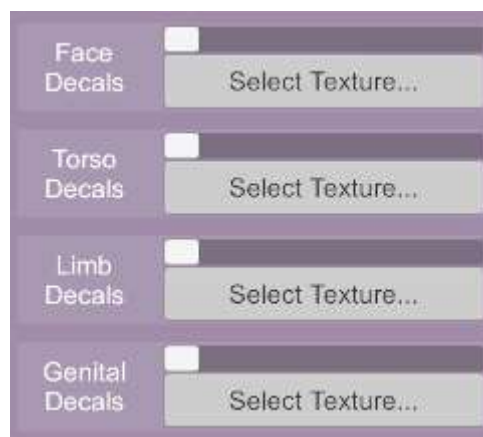 Face
Decals
Select Texture...
Torso
Decals
Select Texture...
Limb
Decals
Select Texture...
Genital
Decals
Select Texture...